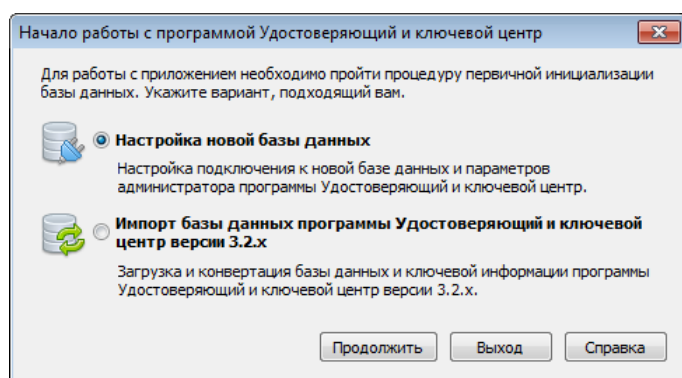 Начало работы с программой Удостоверяющий и ключевой центр
Для работы с приложением необходимо пройти процедуру первичной инициализации
базы данных. Укажите вариант, подходящий вам.
Настройка новой базы данных
Настройка подключения к новой базе данных и параметров
администратора программы Удостоверяющий и ключевой центр.
Импорт базы данных программы Удостоверяющий и ключевой
центр версии 3.2.x
Загрузка и конвертация базы данных и ключевой информации программы
Удостоверяющий и ключевой центр версии 3.2.x.
Продолжить Выход Справка